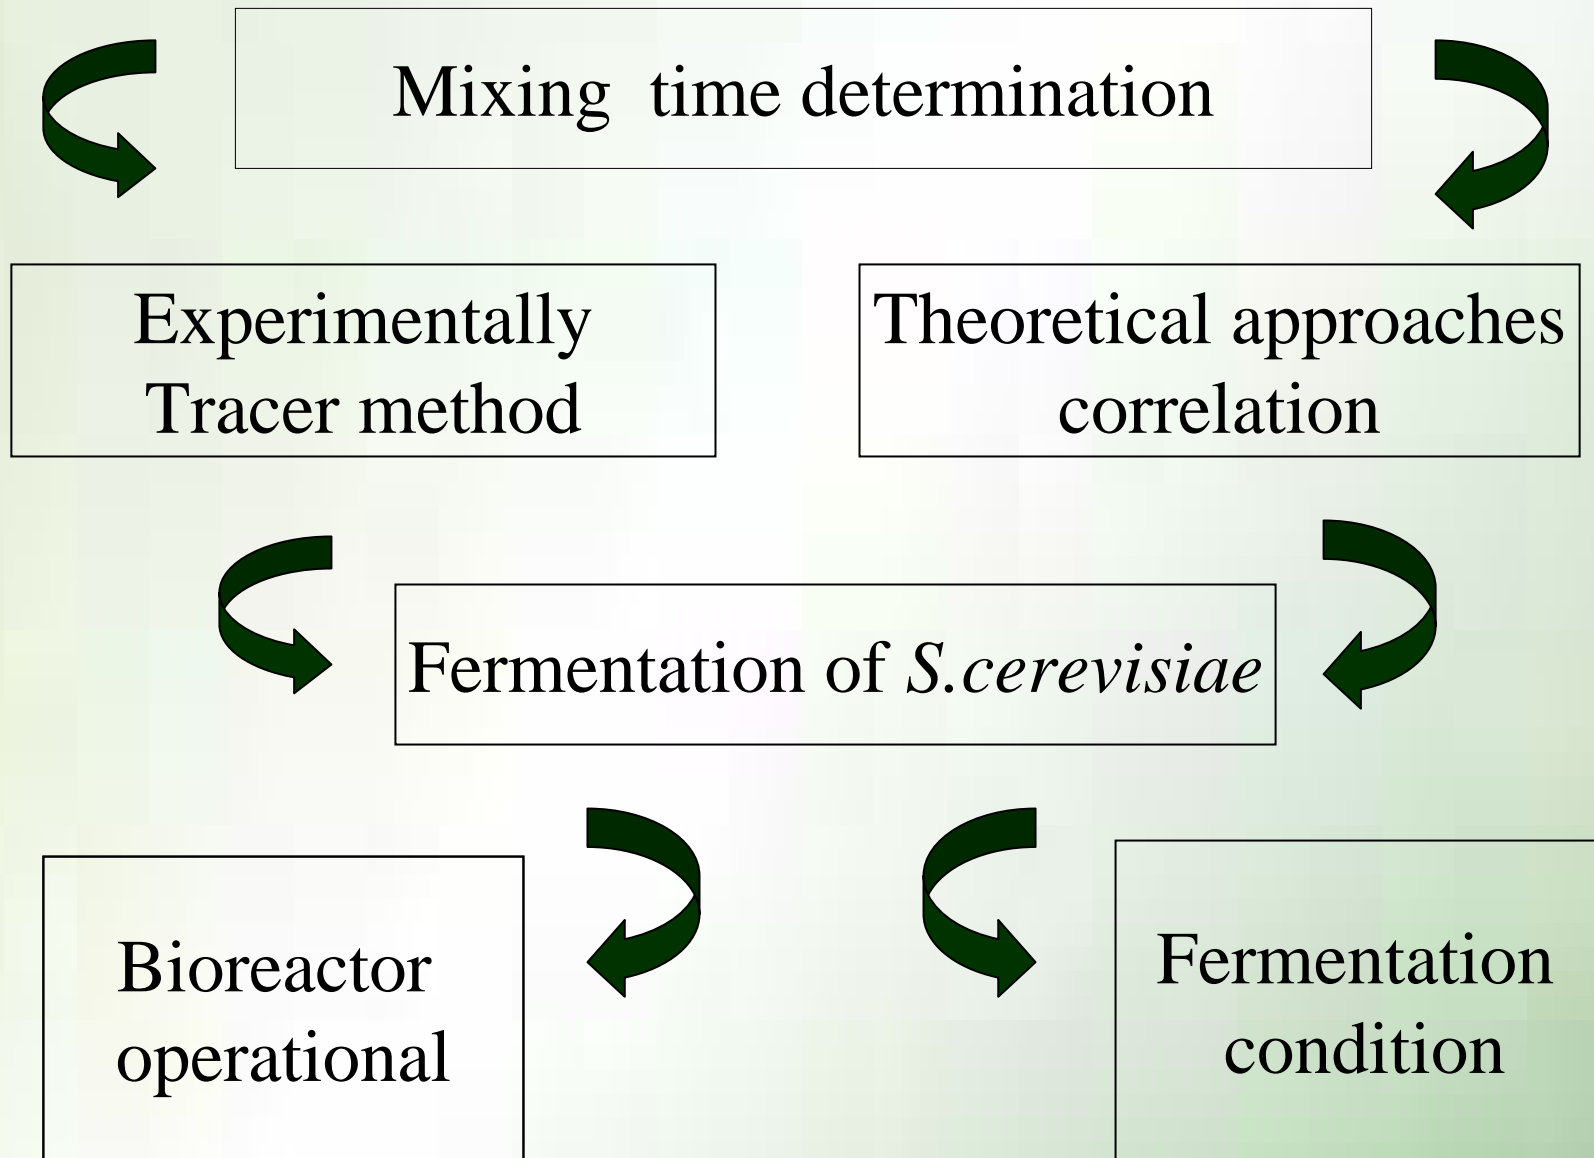 Mixing  time determination
Experimentally
Tracer method
Theoretical approaches
correlation
Fermentation of S.cerevisiae
Bioreactor
operational
Fermentation
condition